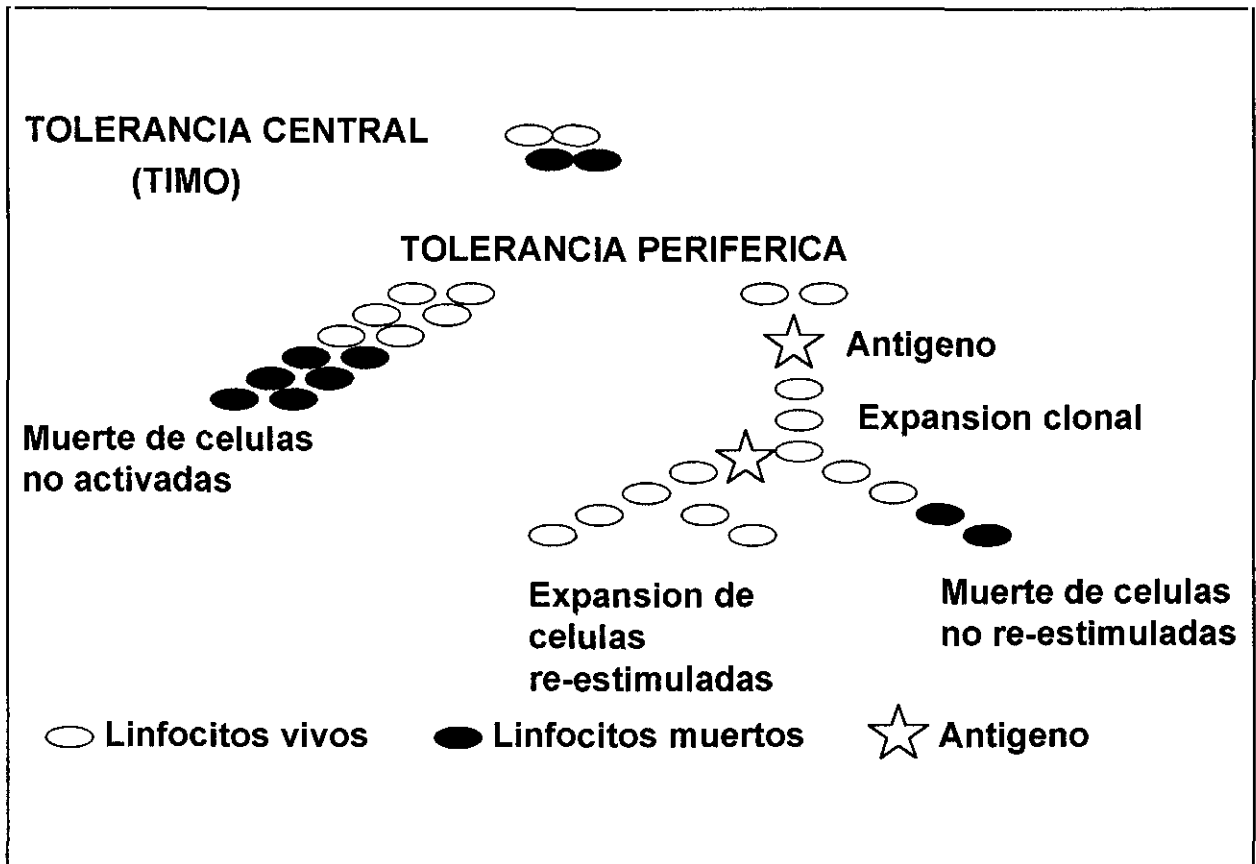 TOLERANCIA CENTRAL
(TIMO)
TOLERANCIA PERIFERICA
Antigeno
Expansion clonal
Muerte de celulas
no activadas
Expansion de
celulas
re-estimuladas
Muerte de celulas
no re-estimuladas
Linfocitos vivos
Linfocitos muertos
Antigeno